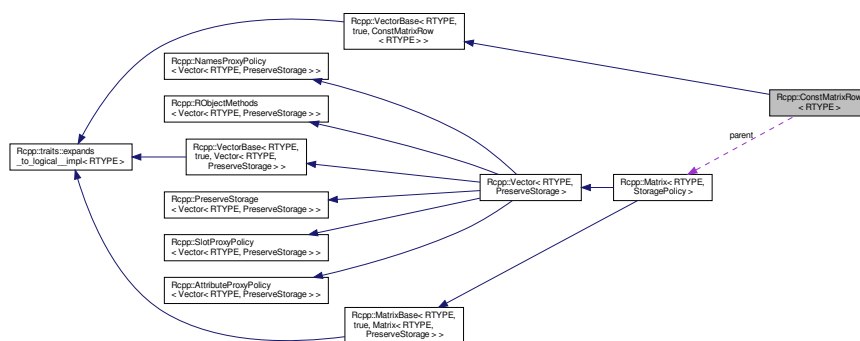 Rcpp::VectorBase< RTYPE,
true, ConstMatrixRow
< RTYPE > >
Rcpp::NamesProxyPolicy
< Vector< RTYPE, PreserveStorage > >
Rcpp::ConstMatrixRow
< RTYPE >
Rcpp::RObjectMethods
< Vector< RTYPE, PreserveStorage > >
parent
Rcpp::traits::expands
_to_logical__impl< RTYPE >
Rcpp::VectorBase< RTYPE,
true, Vector< RTYPE,
PreserveStorage > >
Rcpp::Vector< RTYPE,
PreserveStorage >
Rcpp::Matrix< RTYPE,
StoragePolicy >
Rcpp::PreserveStorage
< Vector< RTYPE, PreserveStorage > >
Rcpp::SlotProxyPolicy
< Vector< RTYPE, PreserveStorage > >
Rcpp::AttributeProxyPolicy
< Vector< RTYPE, PreserveStorage > >
Rcpp::MatrixBase< RTYPE,
true, Matrix< RTYPE,
PreserveStorage > >